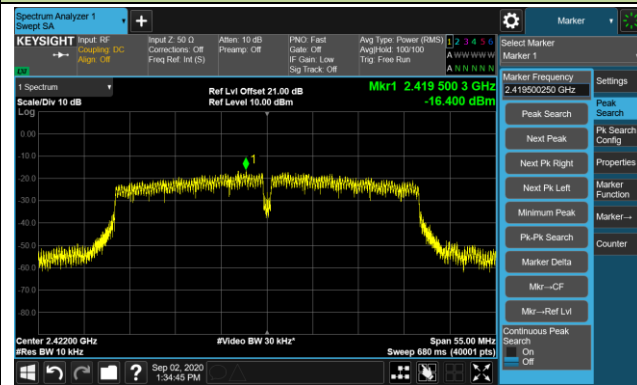 Spectrum Analyzer 1
Swept SA
Marker
KEYSIGHT
Input: RF
Coupling: DC
Align: Off
Input Z: 50 Ω
Corrections: Off
Freq Ref: Int (S)
Atten: 10 dB
Preamp: Off
PNO: Fast
Gate: Off
IF Gain: Low
Sig Track: Off
Avg Type: Power (RMS)
Avg|Hold: 100/100
Trig: Free Run
1 2 3 4 5 6
A W W W W W
A N N N N N
LXI
Select Marker
Marker 1
1 Spectrum
Scale/Div 10 dB
Log
Ref Lvl Offset 21.00 dB
Ref Level 10.00 dBm
Mkr1 2.419 500 3 GHz
-16.400 dBm
0.00
-10.0
-20.0
-30.0
-40.0
-50.0
-60.0
-70.0
-80.0
1
Center 2.42200 GHz
#Res BW 10 kHz
#Video BW 30 kHz*
Span 55.00 MHz
Sweep 680 ms (40001 pts)
Marker Frequency
2.419500250 GHz
Peak Search
Next Peak
Next Pk Right
Next Pk Left
Minimum Peak
Pk-Pk Search
Marker Delta
Mkr→CF
Mkr→Ref Lvl
Continuous Peak
Search
On
Off
Settings
Peak
Search
Pk Search
Config
Properties
Marker
Function
Marker→
Counter
Sep 02, 2020
1:34:45 PM